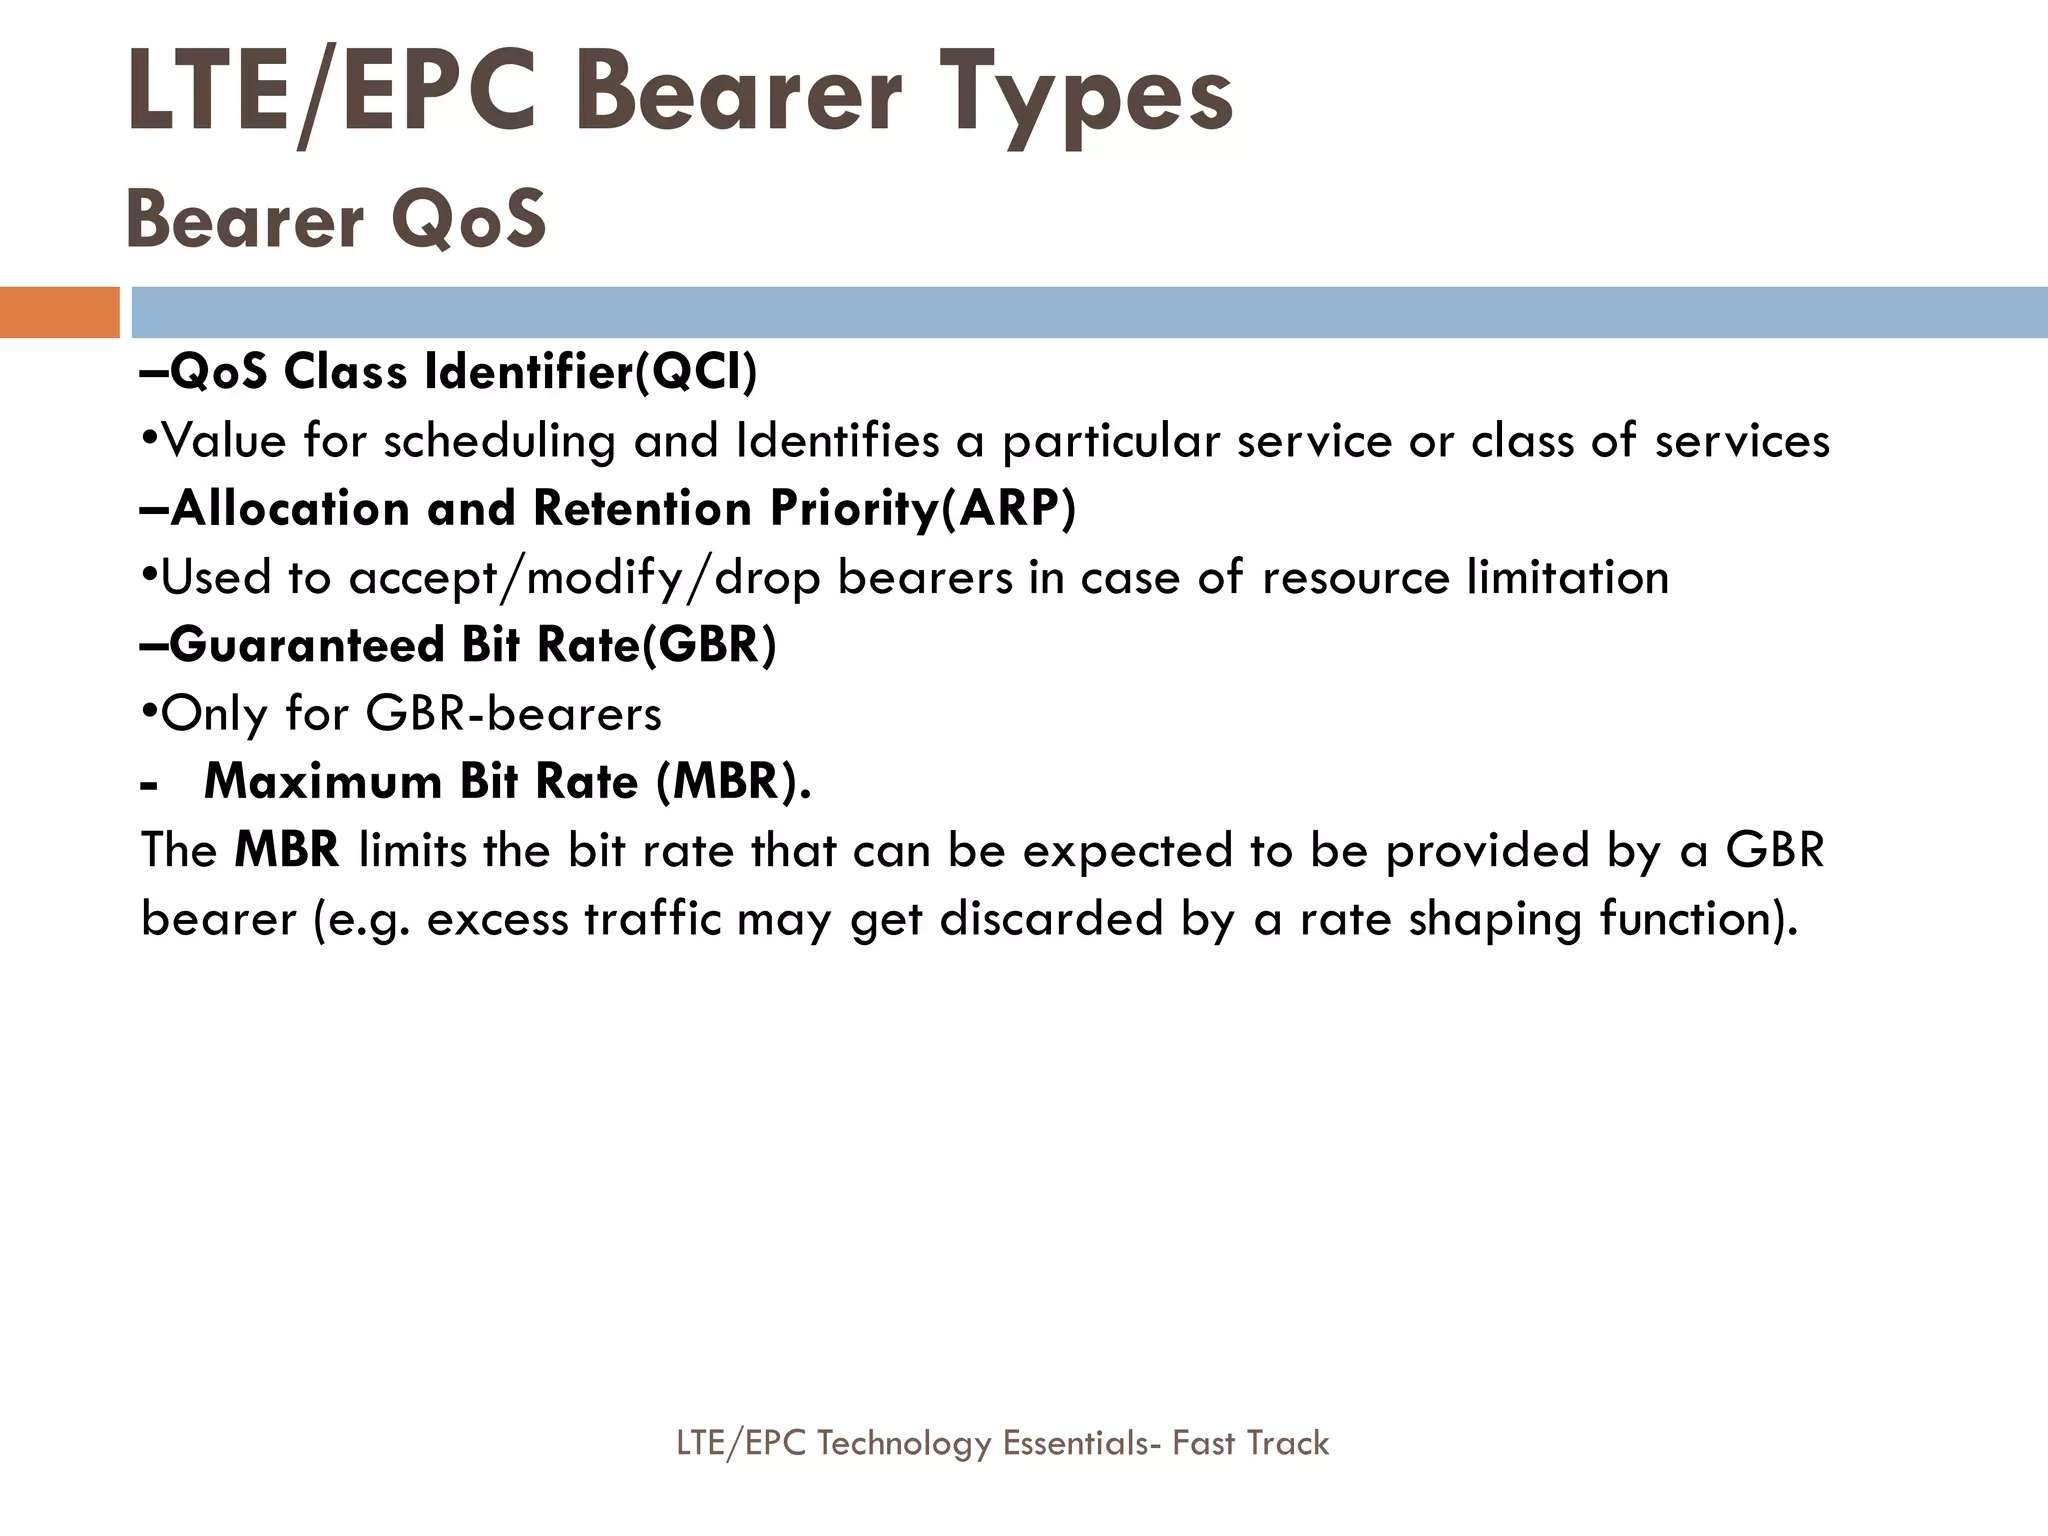 LTE/EPC Bearer Types
Bearer QoS
–QoS Class Identifier(QCI)
•Value for scheduling and Identifies a particular service or class of services
–Allocation and Retention Priority(ARP)
•Used to accept/modify/drop bearers in case of resource limitation
–Guaranteed Bit Rate(GBR)
•Only for GBR-bearers
- Maximum Bit Rate (MBR).
The MBR limits the bit rate that can be expected to be provided by a GBR
bearer (e.g. excess traffic may get discarded by a rate shaping function).
LTE/EPC Technology Essentials- Fast Track